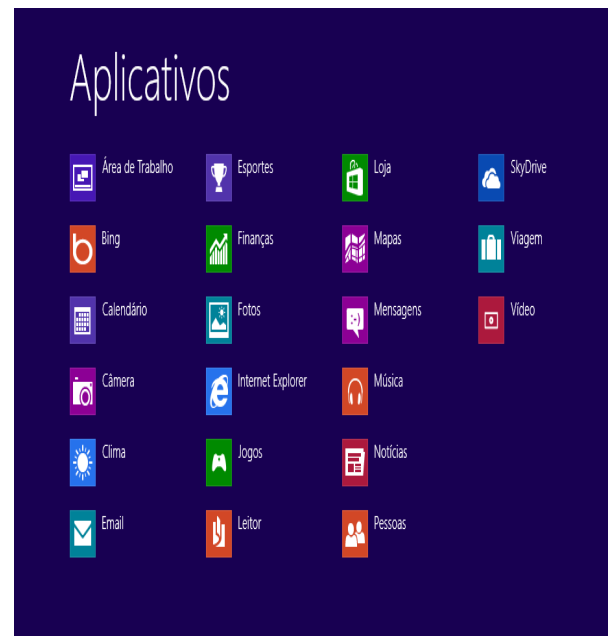 Aplicativos
Área de Trabalho
Bing
Calendário
Câmera
Clima
Email
Esportes
Finanças
Fotos
Internet Explorer
Jogos
Leitor
Loja
Mapas
Mensagens
Música
Notícias
Pessoas
SkyDrive
Viagem
Vídeo